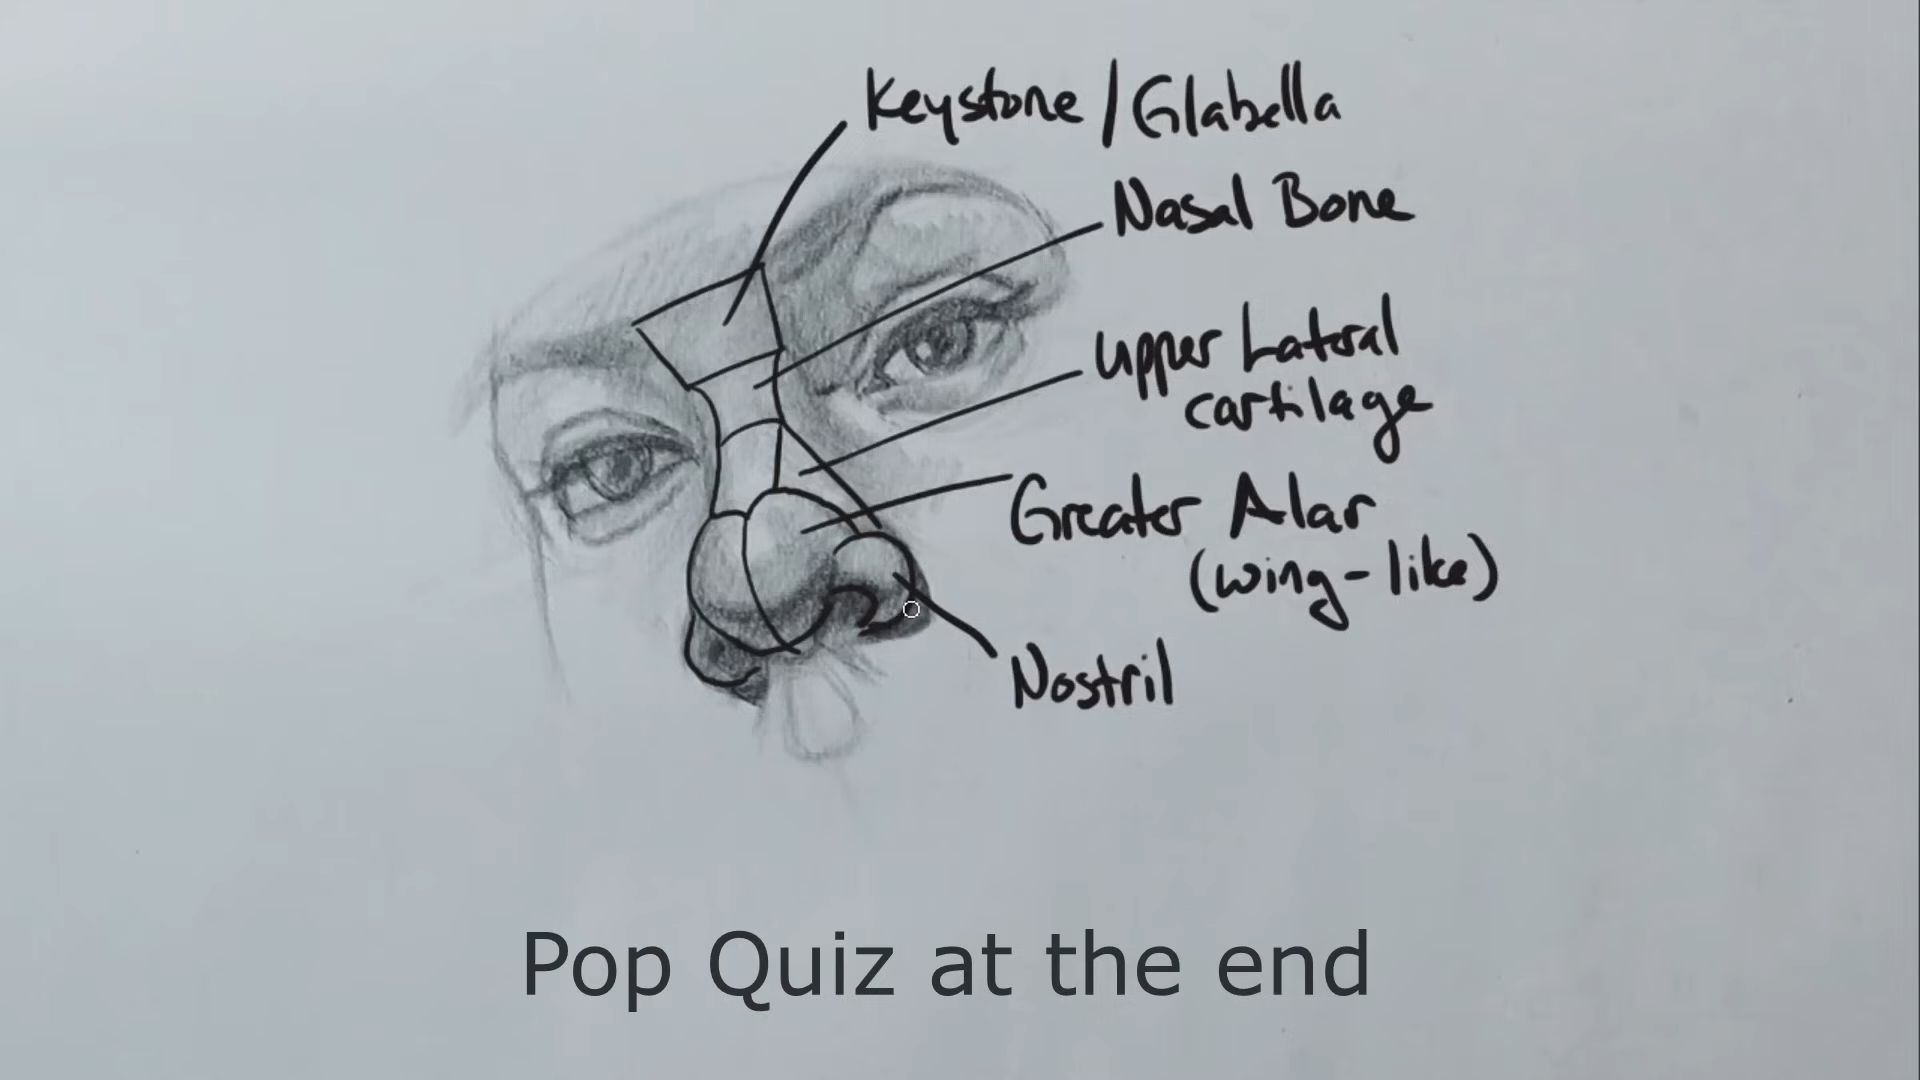 Keystone / Glabella
Nasal Bone
Upper Lateral
cartilage
Greater Alar
(wing-like)
Nostril
Pop Quiz at the end